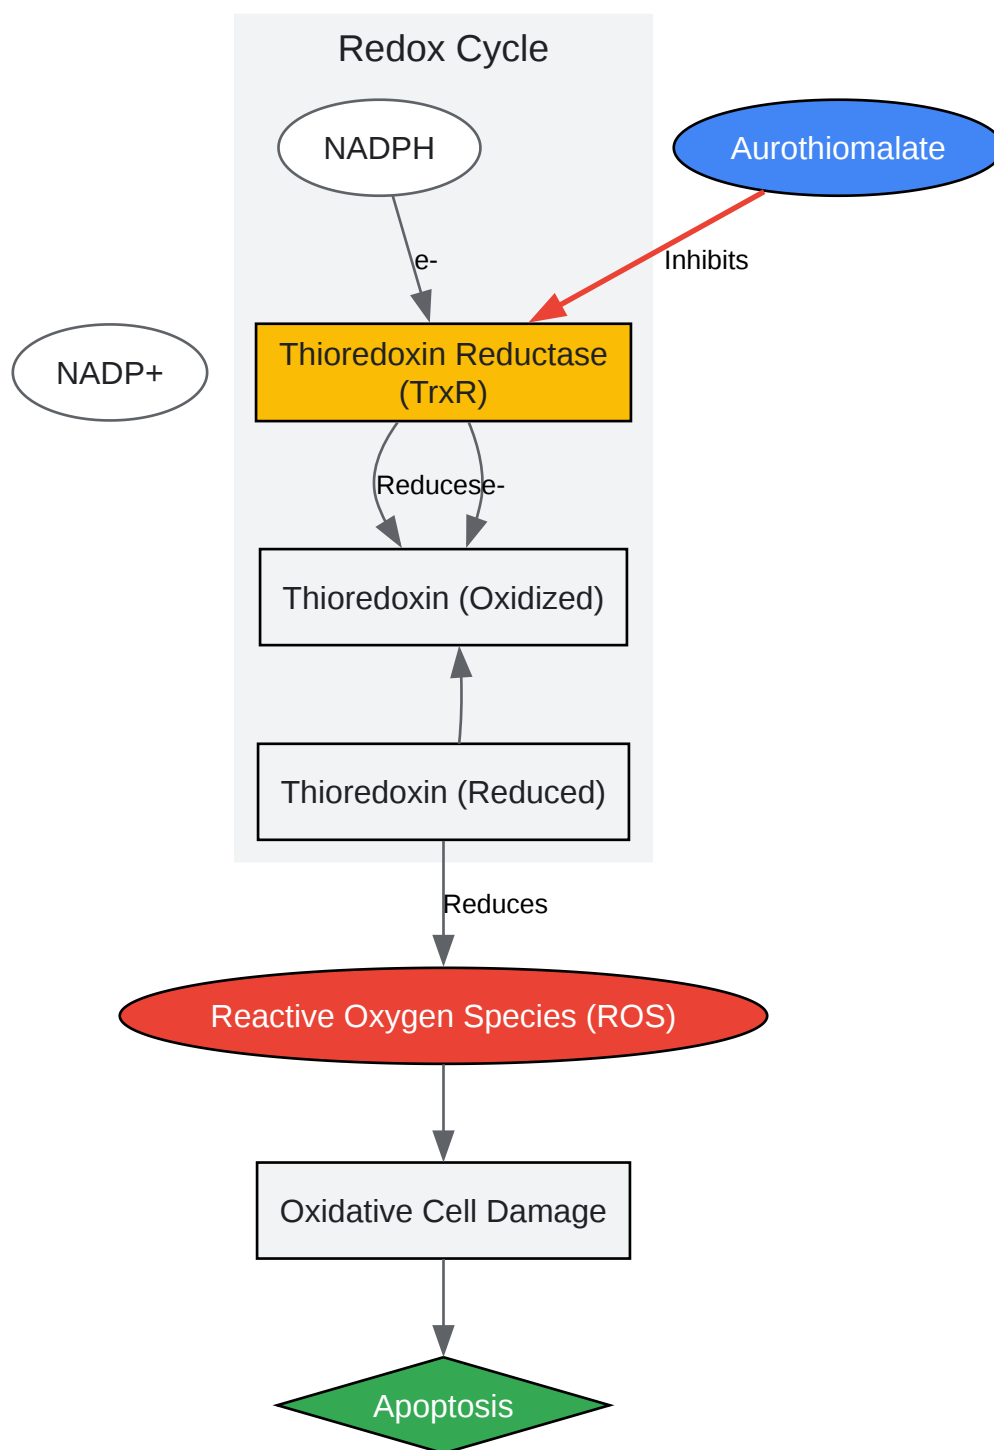 Redox Cycle
NADPH
Aurothiomalate
e-
Inhibits
Thioredoxin Reductase
(TrxR)
NADP+
Reduces
e-
Thioredoxin (Oxidized)
Thioredoxin (Reduced)
Reduces
Reactive Oxygen Species (ROS)
Oxidative Cell Damage
Apoptosis